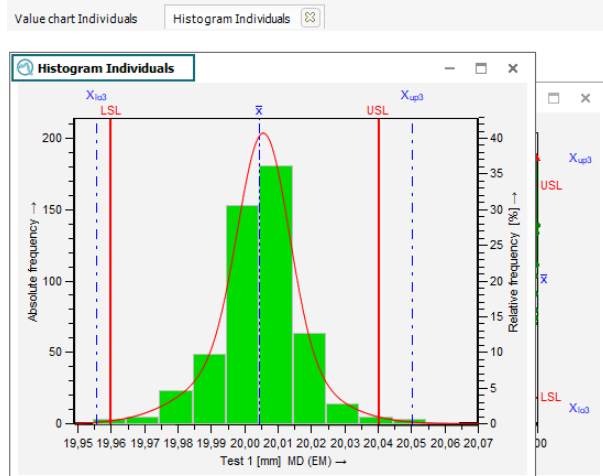 Value chart Individuals
Histogram Individuals
Histogram Individuals
Xlo3
Xup3
LSL
x̅
USL
200
150
100
50
0
Absolute frequency →
40
35
30
25
20
15
10
5
0
Relative frequency [%] →
19,95 19,96 19,97 19,98 19,99 20,00 20,01 20,02 20,03 20,04 20,05 20,06 20,07
Test 1 [mm] MD (EM) →
Xup3
USL
x̅
LSL
Xlo3
00